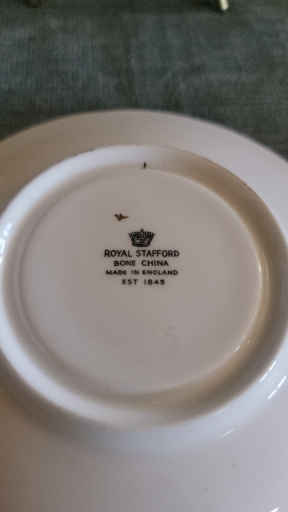 ROYAL STAFFORD
BONE CHINA
MADE IN ENGLAND
EST 1845